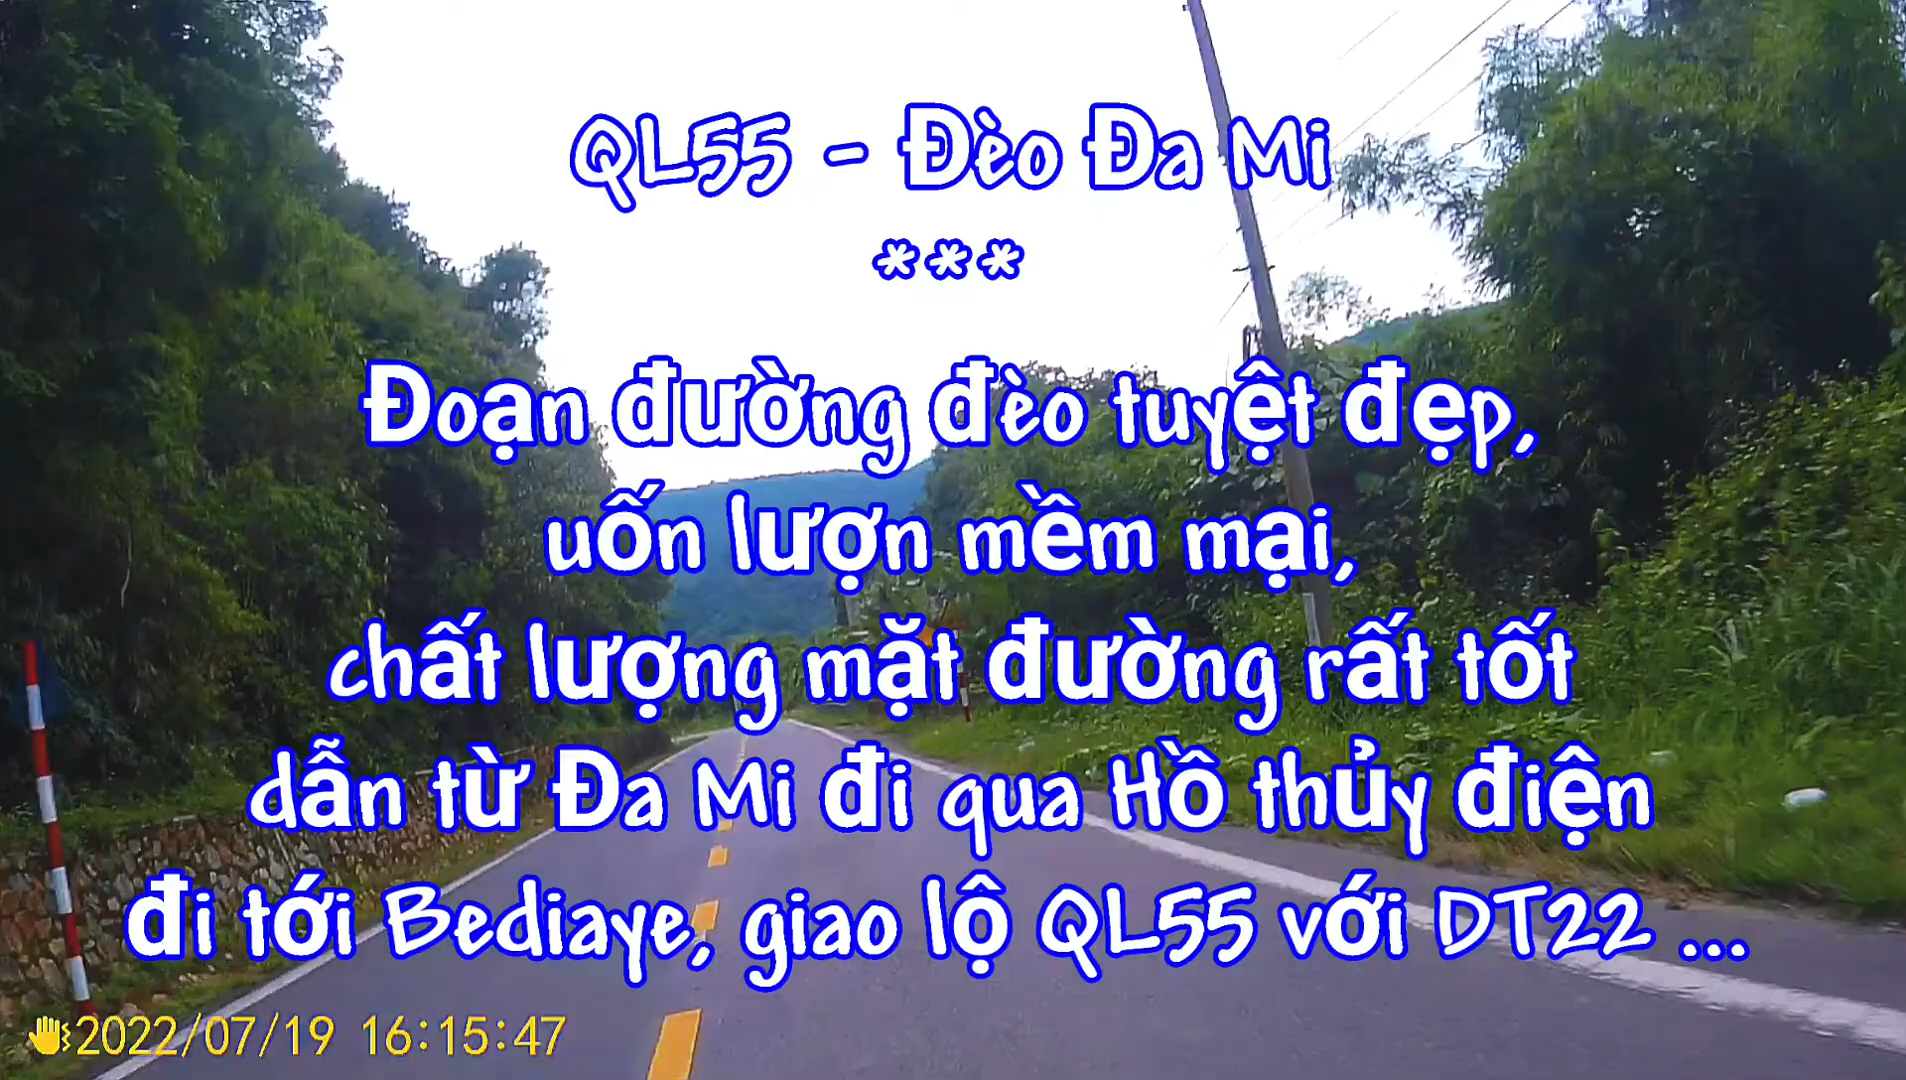 QL55 - Đèo Đa Mi
***
Đoạn đường đèo tuyệt đẹp,
uốn lượn mềm mại,
chất lượng mặt đường rất tốt
dẫn từ Đa Mi đi qua Hồ thủy điện
đi tới Bediaye, giao lộ QL55 với DT22 ...
2022/07/19 16:15:47